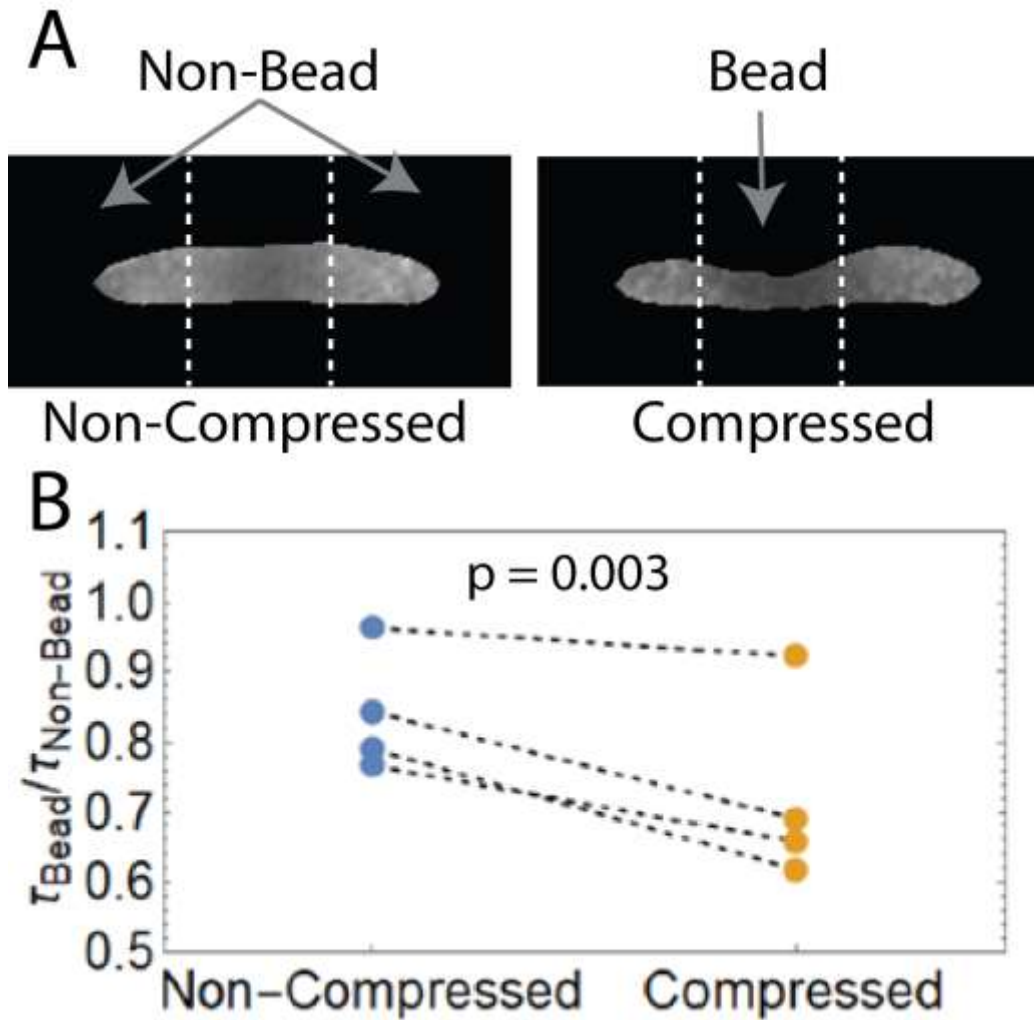 A
Non-Bead
Bead
Non-Compressed
Compressed
B
p = 0.003
τBead/τNon−Bead
1.1
1.0
0.9
0.8
0.7
0.6
0.5
Non−Compressed
Compressed